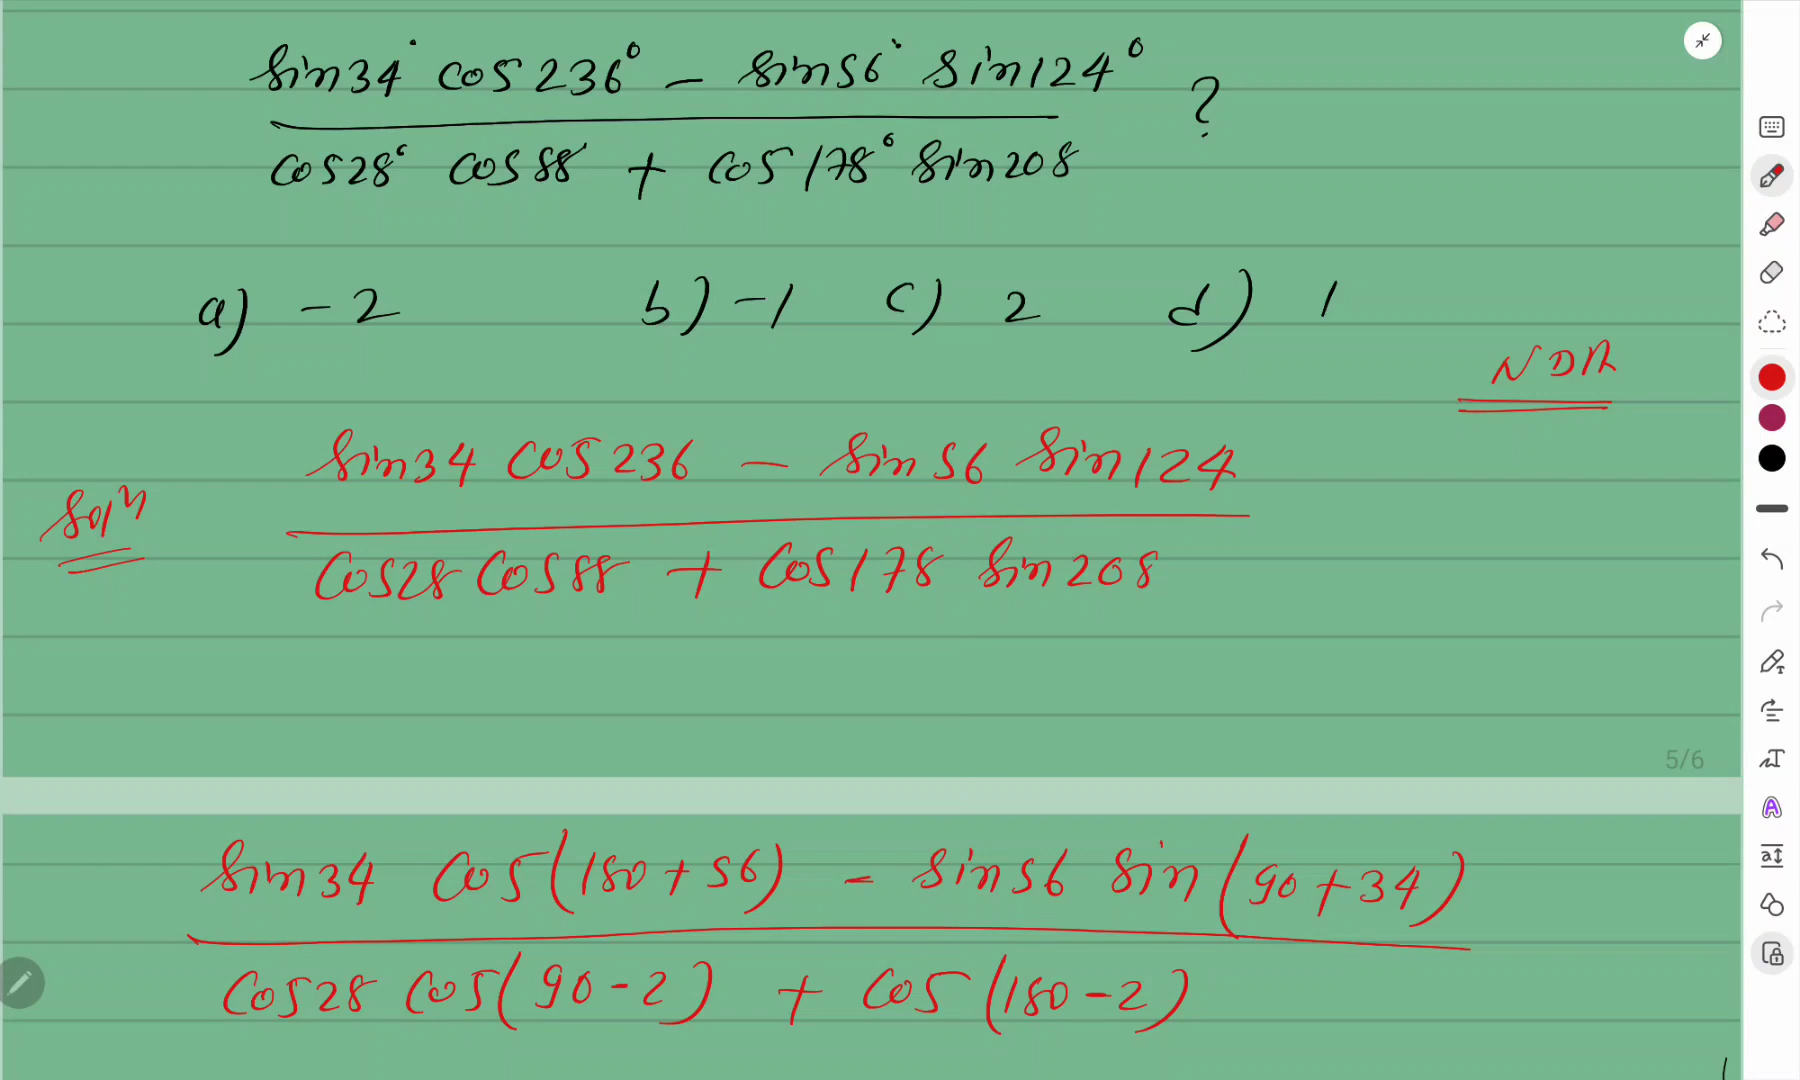 sin34° cos236° - sin56° sin124°
cos28° cos88° + cos178° sin208 ?
a) -2 b) -1 c) 2 d) 1
NDA
sin34 cos236 - sin56 sin124
Solⁿ
cos28 cos88 + cos178 sin208
5/6
sin34 cos(180+56) - sin56 sin(90+34)
cos28 cos(90-2) + cos(180-2)